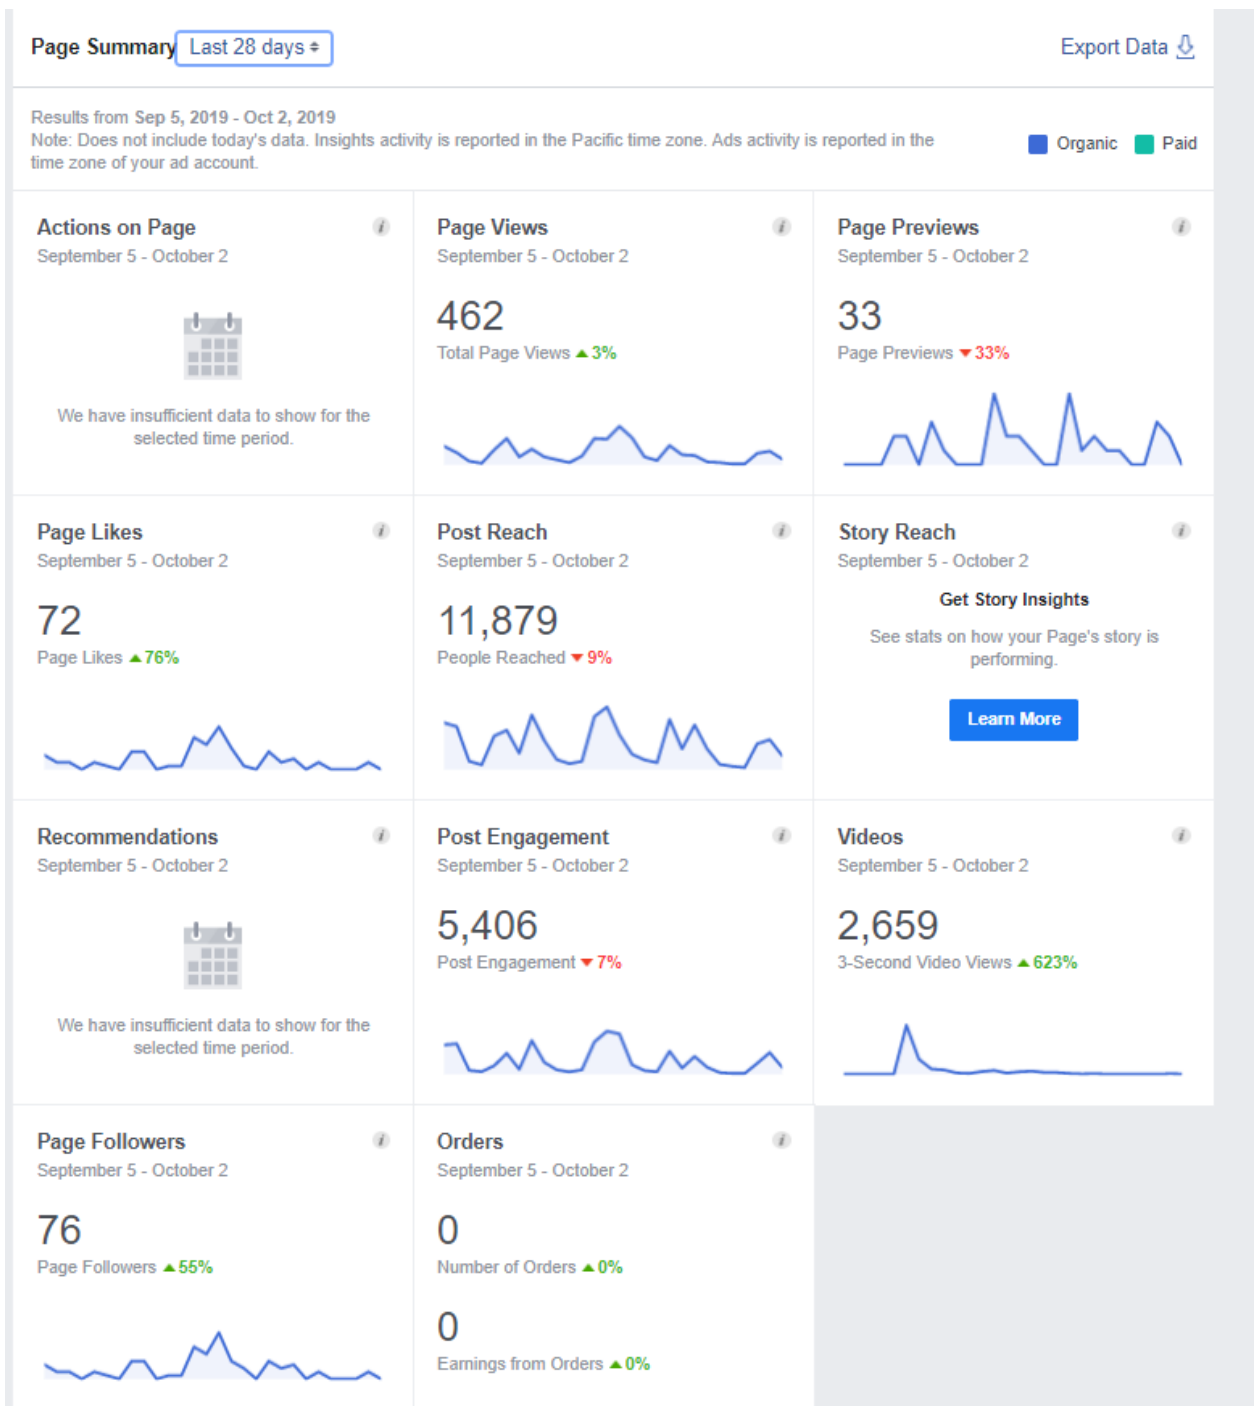 Page Summary Last 28 days
Export Data
Results from Sep 5, 2019 - Oct 2, 2019
Note: Does not include today's data. Insights activity is reported in the Pacific time zone. Ads activity is reported in the
time zone of your ad account.
Organic Paid
Actions on Page
September 5 - October 2
We have insufficient data to show for the
selected time period.
Page Views
September 5 - October 2
462
Total Page Views ▲ 3%
Page Previews
September 5 - October 2
33
Page Previews ▼ 33%
Page Likes
September 5 - October 2
72
Page Likes ▲ 76%
Post Reach
September 5 - October 2
11,879
People Reached ▼ 9%
Story Reach
September 5 - October 2
Get Story Insights
See stats on how your Page's story is
performing.
Learn More
Recommendations
September 5 - October 2
We have insufficient data to show for the
selected time period.
Post Engagement
September 5 - October 2
5,406
Post Engagement ▼ 7%
Videos
September 5 - October 2
2,659
3-Second Video Views ▲ 623%
Page Followers
September 5 - October 2
76
Page Followers ▲ 55%
Orders
September 5 - October 2
0
Number of Orders ▲ 0%
0
Earnings from Orders ▲ 0%